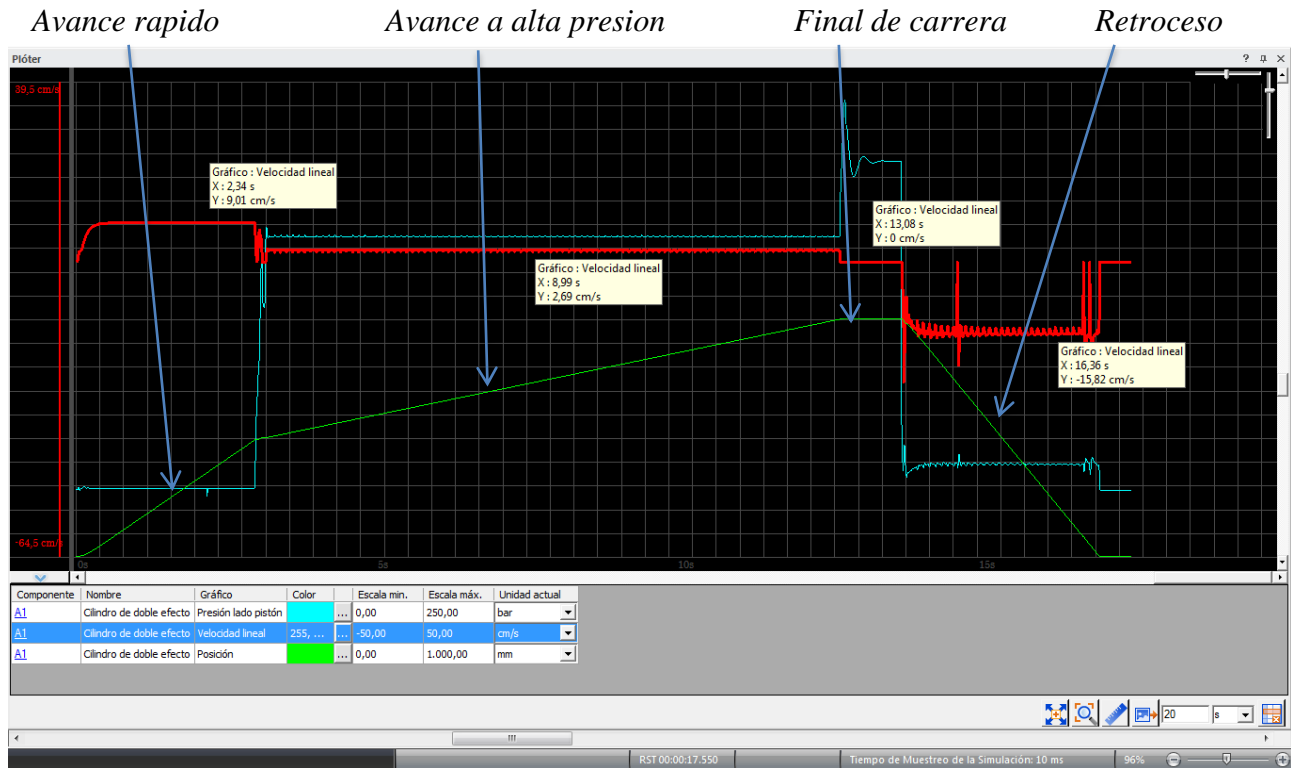 Avance rapido
Avance a alta presion
Final de carrera
Retroceso
Plóter
39,5 cm/s
Gráfico : Velocidad lineal
X : 2,34 s
Y : 9,01 cm/s
Gráfico : Velocidad lineal
X : 8,99 s
Y : 2,69 cm/s
Gráfico : Velocidad lineal
X : 13,08 s
Y : 0 cm/s
Gráfico : Velocidad lineal
X : 16,36 s
Y : -15,82 cm/s
-64,5 cm/s
0s 5s 10s 15s
Componente Nombre Gráfico Color Escala min. Escala máx. Unidad actual
A1 Cilindro de doble efecto Presión lado pistón ... 0,00 250,00 bar
A1 Cilindro de doble efecto Velocidad lineal 255, ... ... -50,00 50,00 cm/s
A1 Cilindro de doble efecto Posición ... 0,00 1.000,00 mm
20 s
RST 00:00:17.550 Tiempo de Muestreo de la Simulación: 10 ms 96%